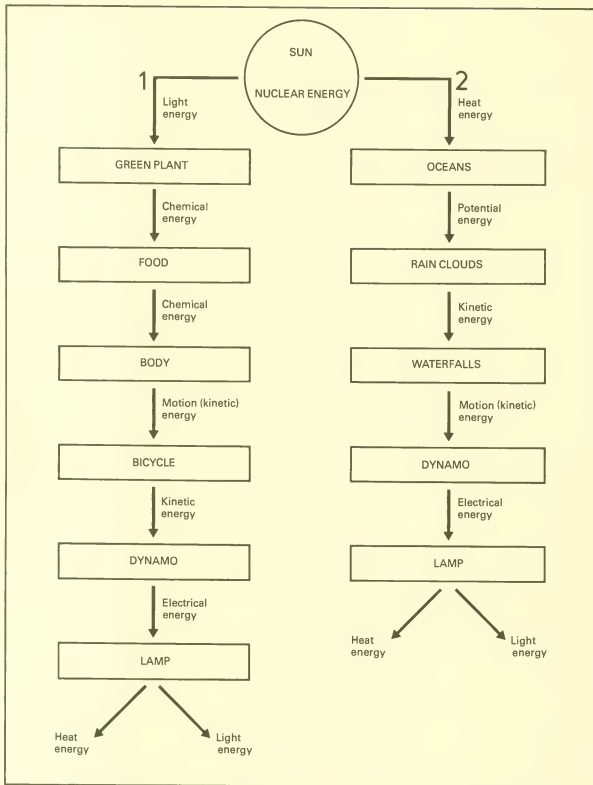 SUN
NUCLEAR ENERGY
1
Light
energy
GREEN PLANT
Chemical
energy
FOOD
Chemical
energy
BODY
Motion (kinetic)
energy
BICYCLE
Kinetic
energy
DYNAMO
Electrical
energy
LAMP
Heat
energy
Light
energy
2
Heat
energy
OCEANS
Potential
energy
RAIN CLOUDS
Kinetic
energy
WATERFALLS
Motion (kinetic)
energy
DYNAMO
Electrical
energy
LAMP
Heat
energy
Light
energy